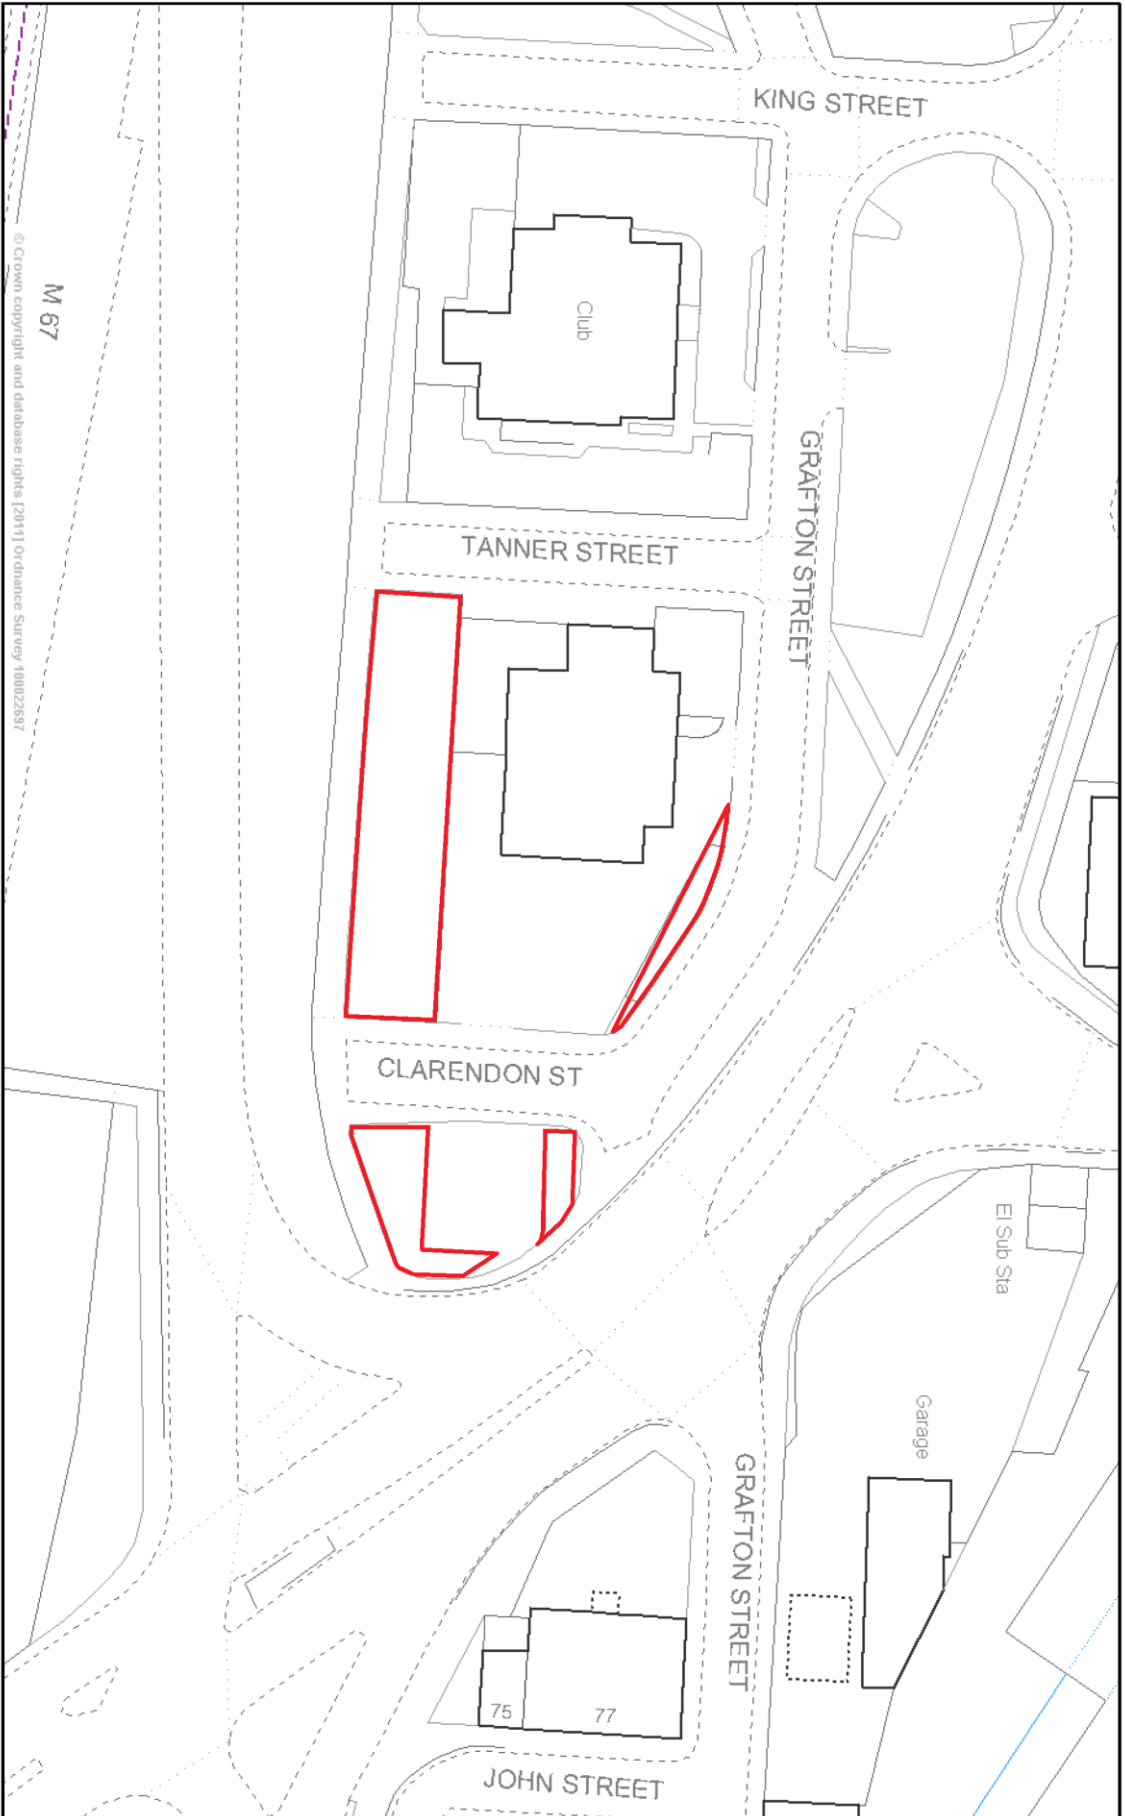 KING STREET
M 67
© Crown copyright and database rights [2011] Ordnance Survey 100022697
Club
GRAFTON STREET
TANNER STREET
CLARENDON ST
El Sub Sta
Garage
GRAFTON STREET
75
77
JOHN STREET